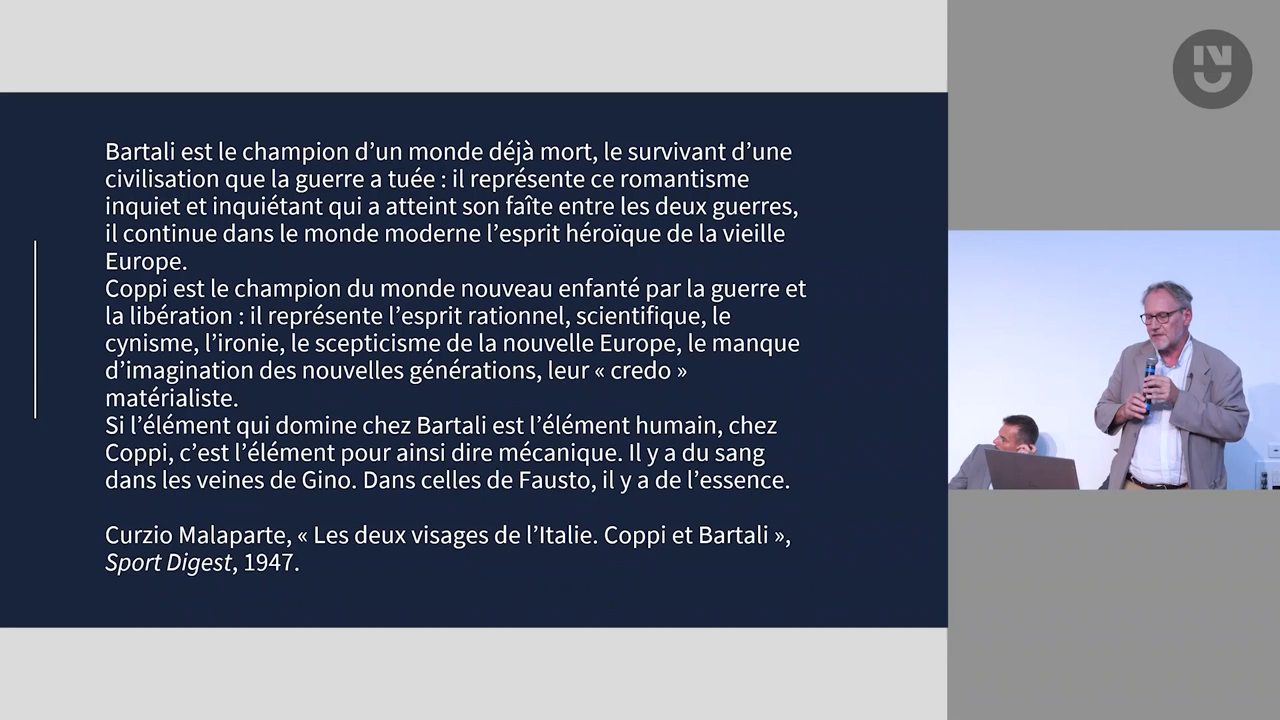 Bartali est le champion d’un monde déjà mort, le survivant d’une
civilisation que la guerre a tuée : il représente ce romantisme
inquiet et inquiétant qui a atteint son faîte entre les deux guerres,
il continue dans le monde moderne l’esprit héroïque de la vieille
Europe.
Coppi est le champion du monde nouveau enfanté par la guerre et
la libération : il représente l’esprit rationnel, scientifique, le
cynisme, l’ironie, le scepticisme de la nouvelle Europe, le manque
d’imagination des nouvelles générations, leur « credo »
matérialiste.
Si l’élément qui domine chez Bartali est l’élément humain, chez
Coppi, c’est l’élément pour ainsi dire mécanique. Il y a du sang
dans les veines de Gino. Dans celles de Fausto, il y a de l’essence.
Curzio Malaparte, « Les deux visages de l’Italie. Coppi et Bartali »,
Sport Digest, 1947.
INU